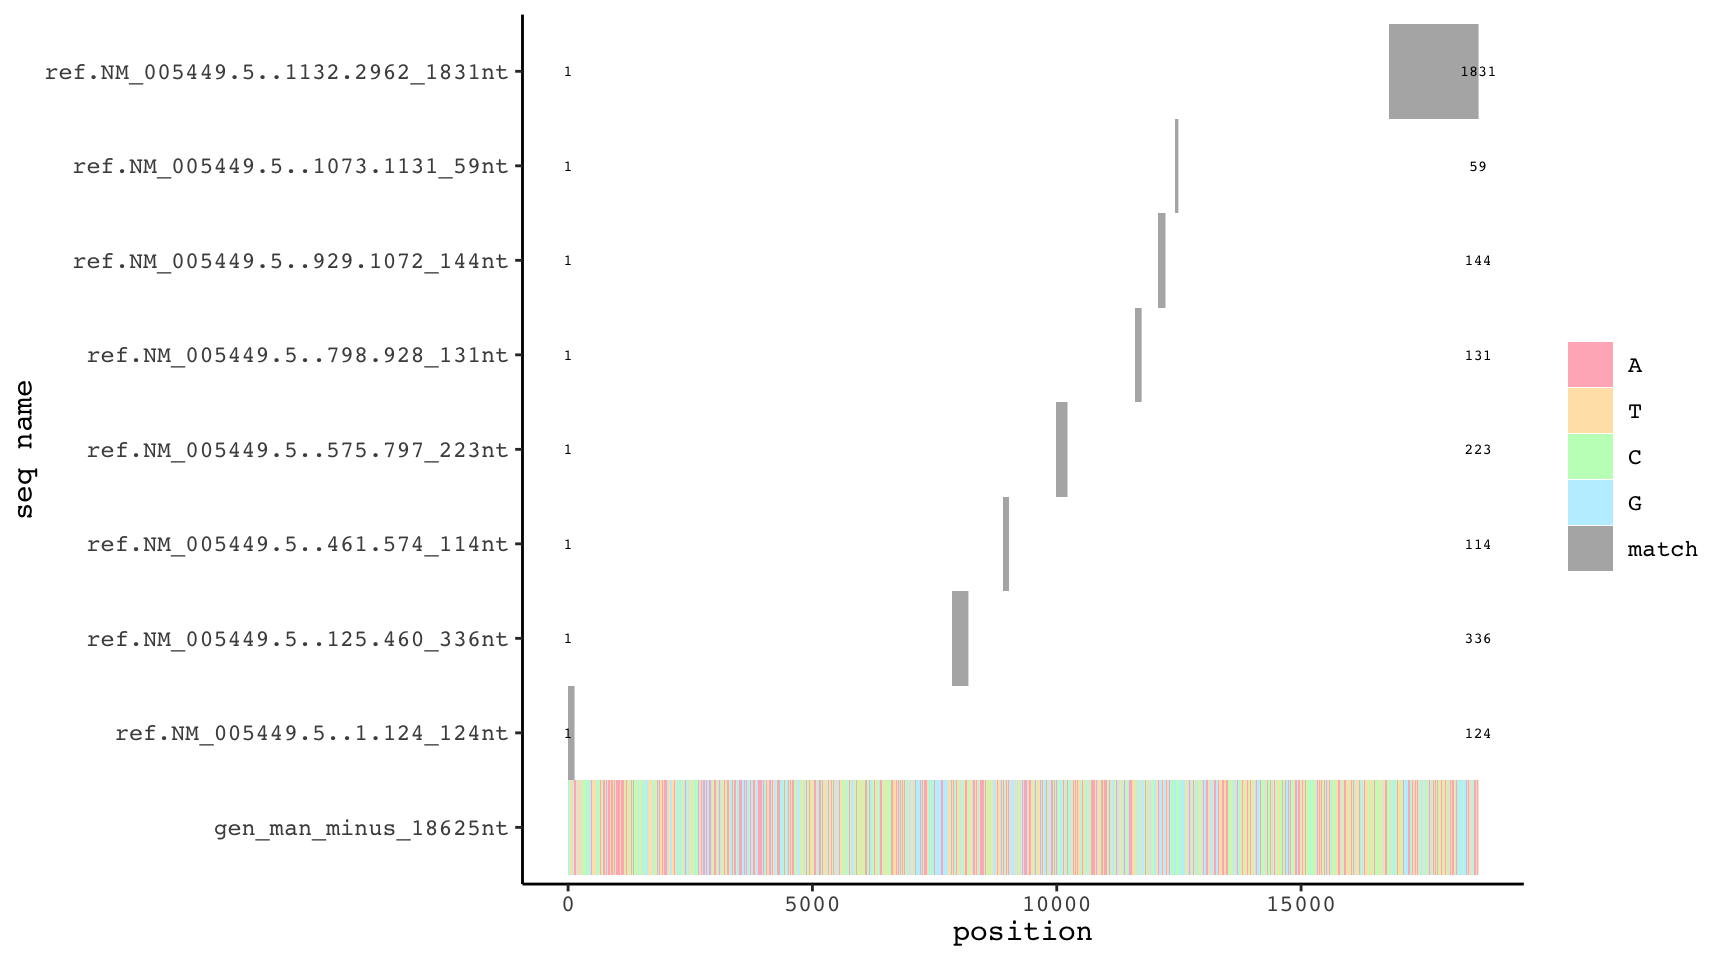 seq name
ref.NM_005449.5..1132.2962_1831nt 1 1831
ref.NM_005449.5..1073.1131_59nt 1 59
ref.NM_005449.5..929.1072_144nt 1 144
ref.NM_005449.5..798.928_131nt 1 131
ref.NM_005449.5..575.797_223nt 1 223
ref.NM_005449.5..461.574_114nt 1 114
ref.NM_005449.5..125.460_336nt 1 336
ref.NM_005449.5..1.124_124nt 1 124
gen_man_minus_18625nt
0 5000 10000 15000
position
A
T
C
G
match